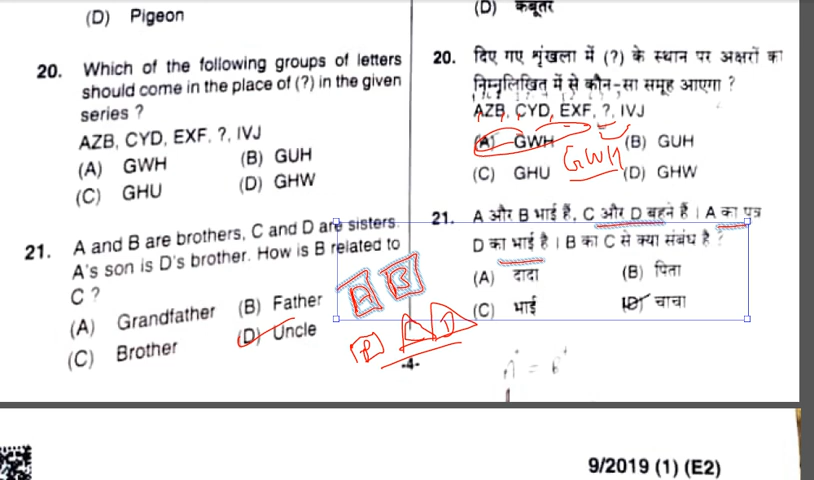 (D) Pigeon
20. Which of the following groups of letters
should come in the place of (?) in the given
series ?
AZB, CYD, EXF, ?, IVJ
(A) GWH (B) GUH
(C) GHU (D) GHW
21. A and B are brothers, C and D are sisters.
A's son is D's brother. How is B related to
C ?
(A) Grandfather (B) Father
(C) Brother (D) Uncle
(D) कबूतर
20. दिए गए शृंखला में (?) के स्थान पर अक्षरों का
निम्नलिखित में से कौन-सा समूह आएगा ?
AZB, CYD, EXF, ?, IVJ
(A) GWH (B) GUH
GWH
(C) GHU (D) GHW
21. A और B भाई हैं, C और D बहनें हैं । A का पुत्र
D का भाई है । B का C से क्या संबंध है ?
(A) दादा (B) पिता
(C) भाई (D) चाचा
A B
P C D
-4-
9/2019 (1) (E2)